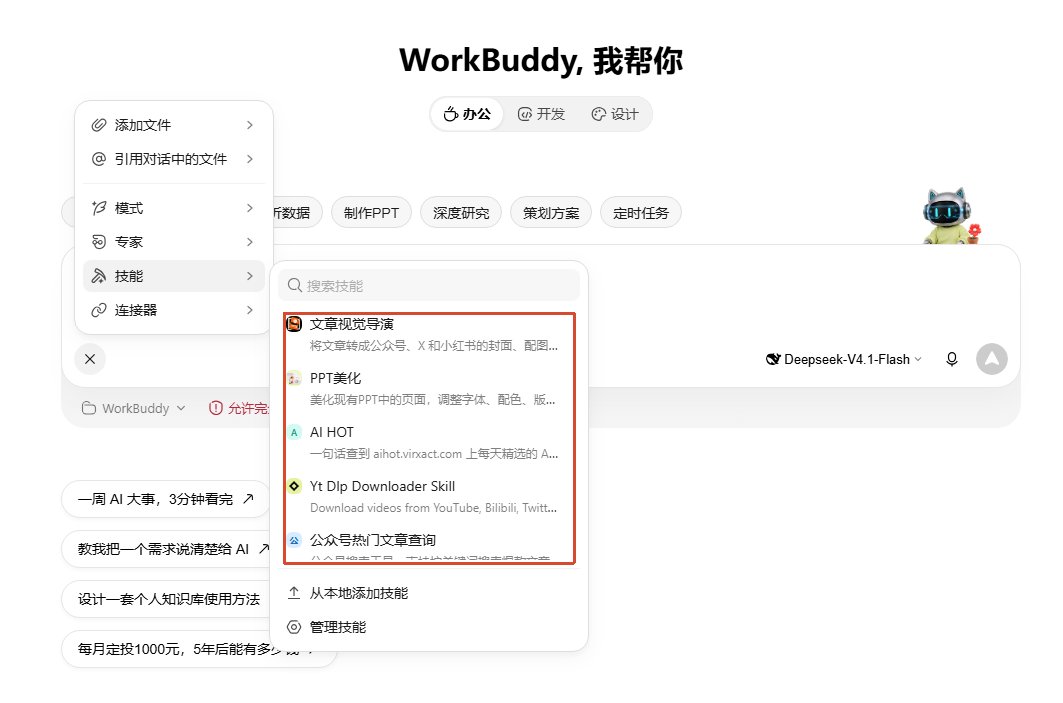 WorkBuddy, 我帮你
办公
开发
设计
添加文件
引用对话中的文件
模式
专家
技能
连接器
析数据
制作PPT
深度研究
策划方案
定时任务
搜索技能
文章视觉导演
将文章转成公众号、X 和小红书的封面、配图...
PPT美化
美化现有PPT中的页面，调整字体、配色、版...
AI HOT
一句话查到 aihot.virxact.com 上每天精选的 A...
Yt Dlp Downloader Skill
Download videos from YouTube, Bilibili, Twitt...
公众号热门文章查询
从本地添加技能
管理技能
Deepseek-V4.1-Flash
WorkBuddy
允许完
一周 AI 大事，3分钟看完
教我把一个需求说清楚给 AI
设计一套个人知识库使用方法
每月定投1000元，5年后能有多少钱